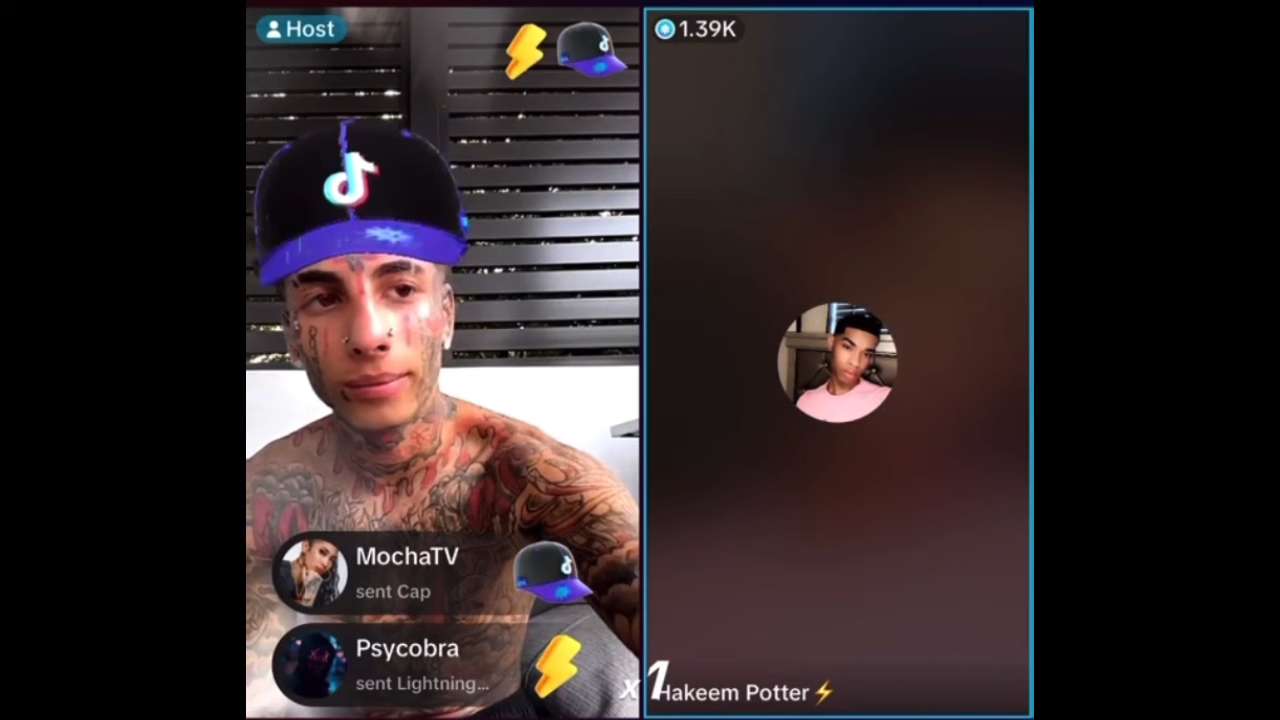 Host
1.39K
MochaTV
sent Cap
Psycobra
sent Lightning...
x1
Hakeem Potter